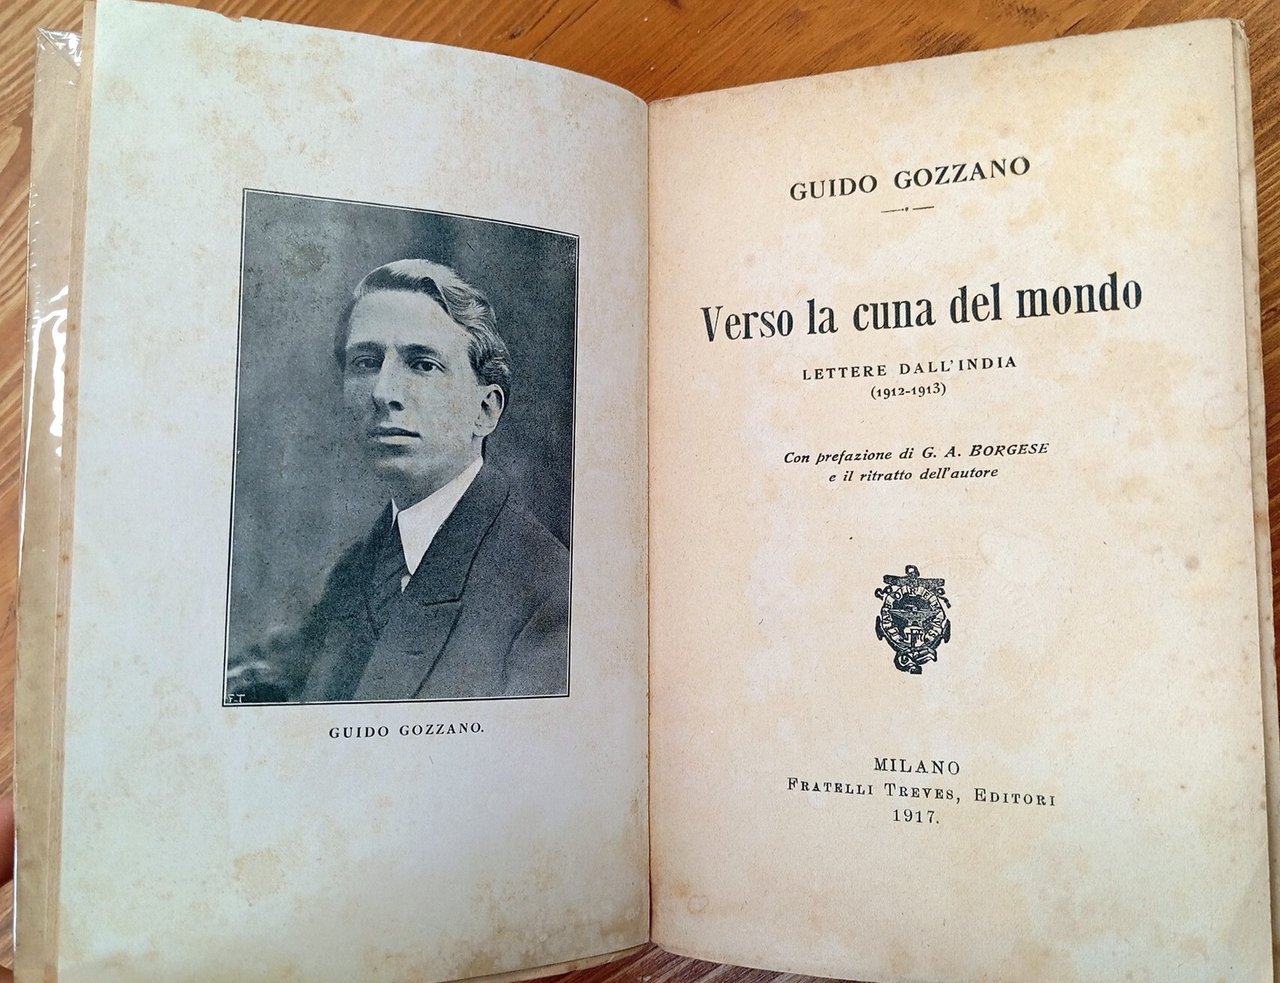 F.T
GUIDO GOZZANO.
GUIDO GOZZANO
Verso la cuna del mondo
LETTERE DALL'INDIA
(1912-1913)
Con prefazione di G. A. BORGESE
e il ritratto dell'autore
MILANO
FRATELLI TREVES, EDITORI
1917.